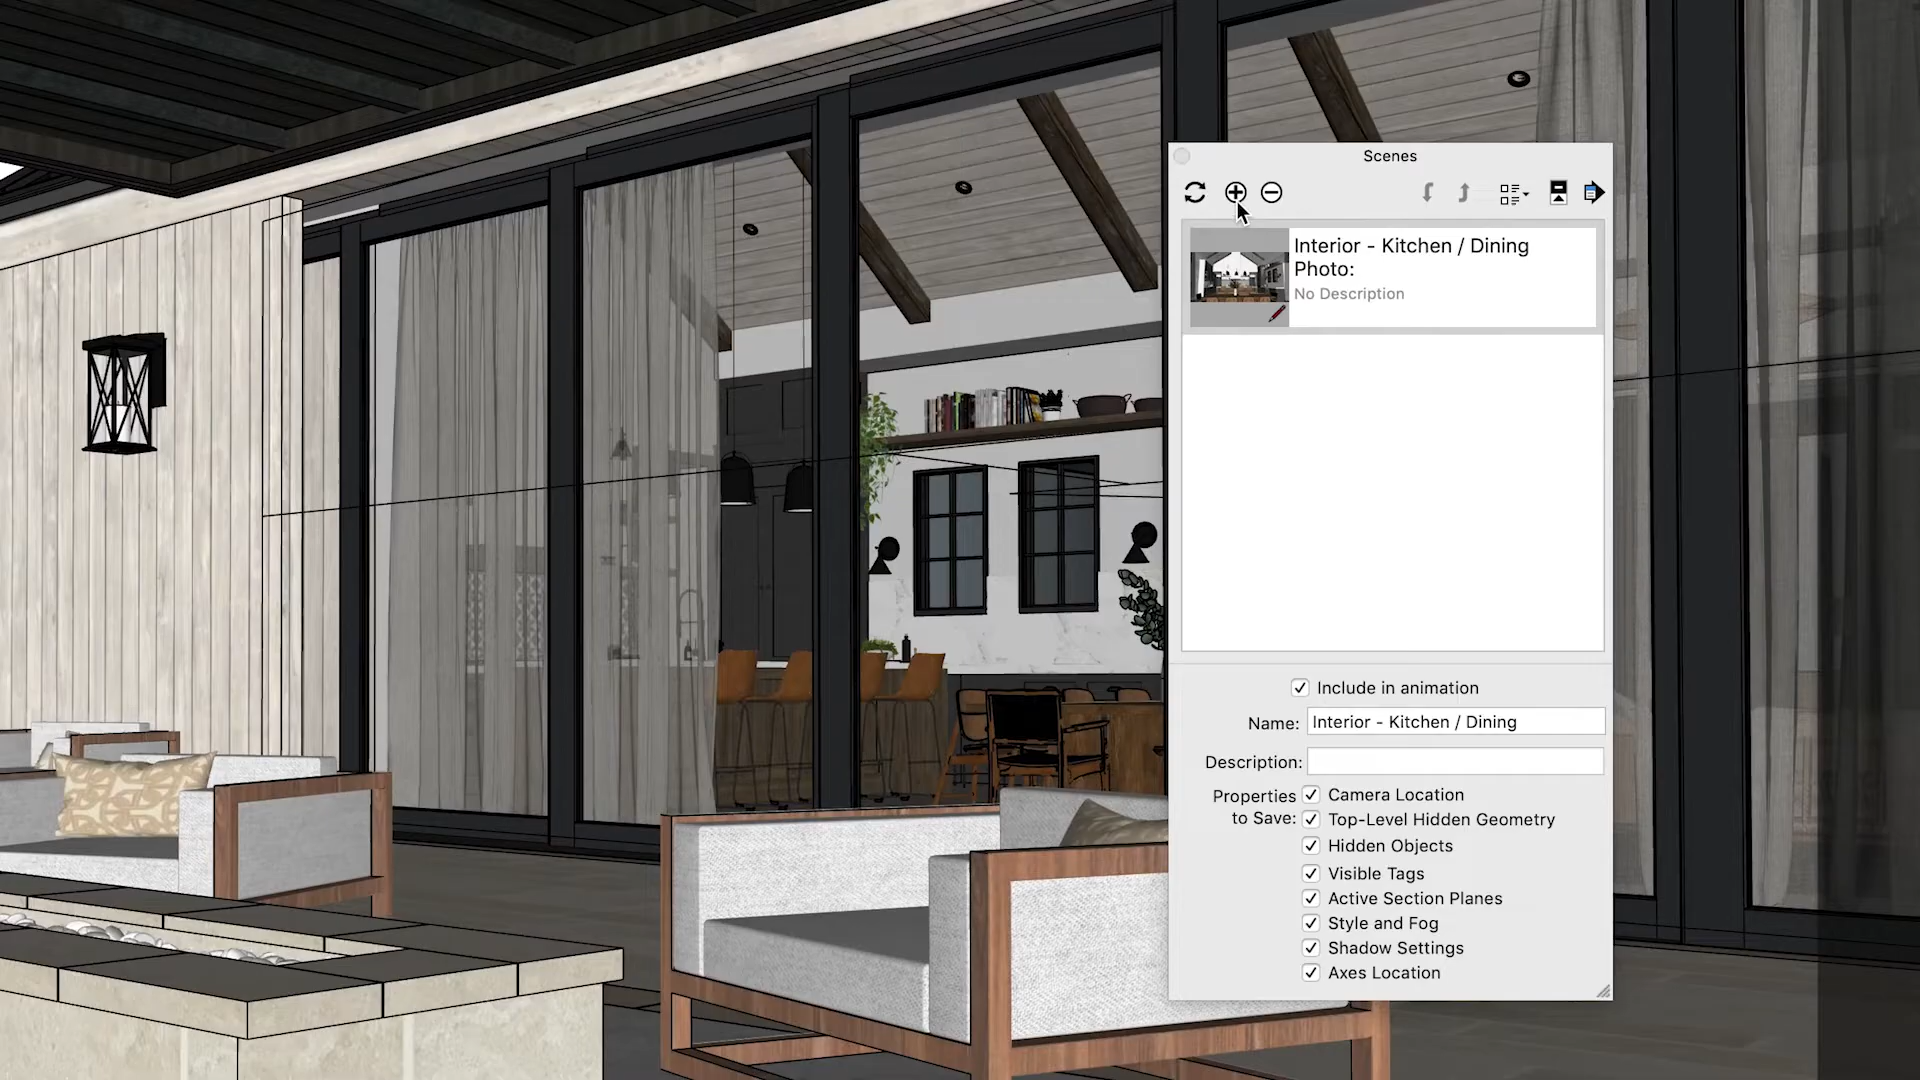 Scenes
Interior - Kitchen / Dining
Photo:
No Description
Include in animation
Name: Interior - Kitchen / Dining
Description:
Properties to Save:
Camera Location
Top-Level Hidden Geometry
Hidden Objects
Visible Tags
Active Section Planes
Style and Fog
Shadow Settings
Axes Location